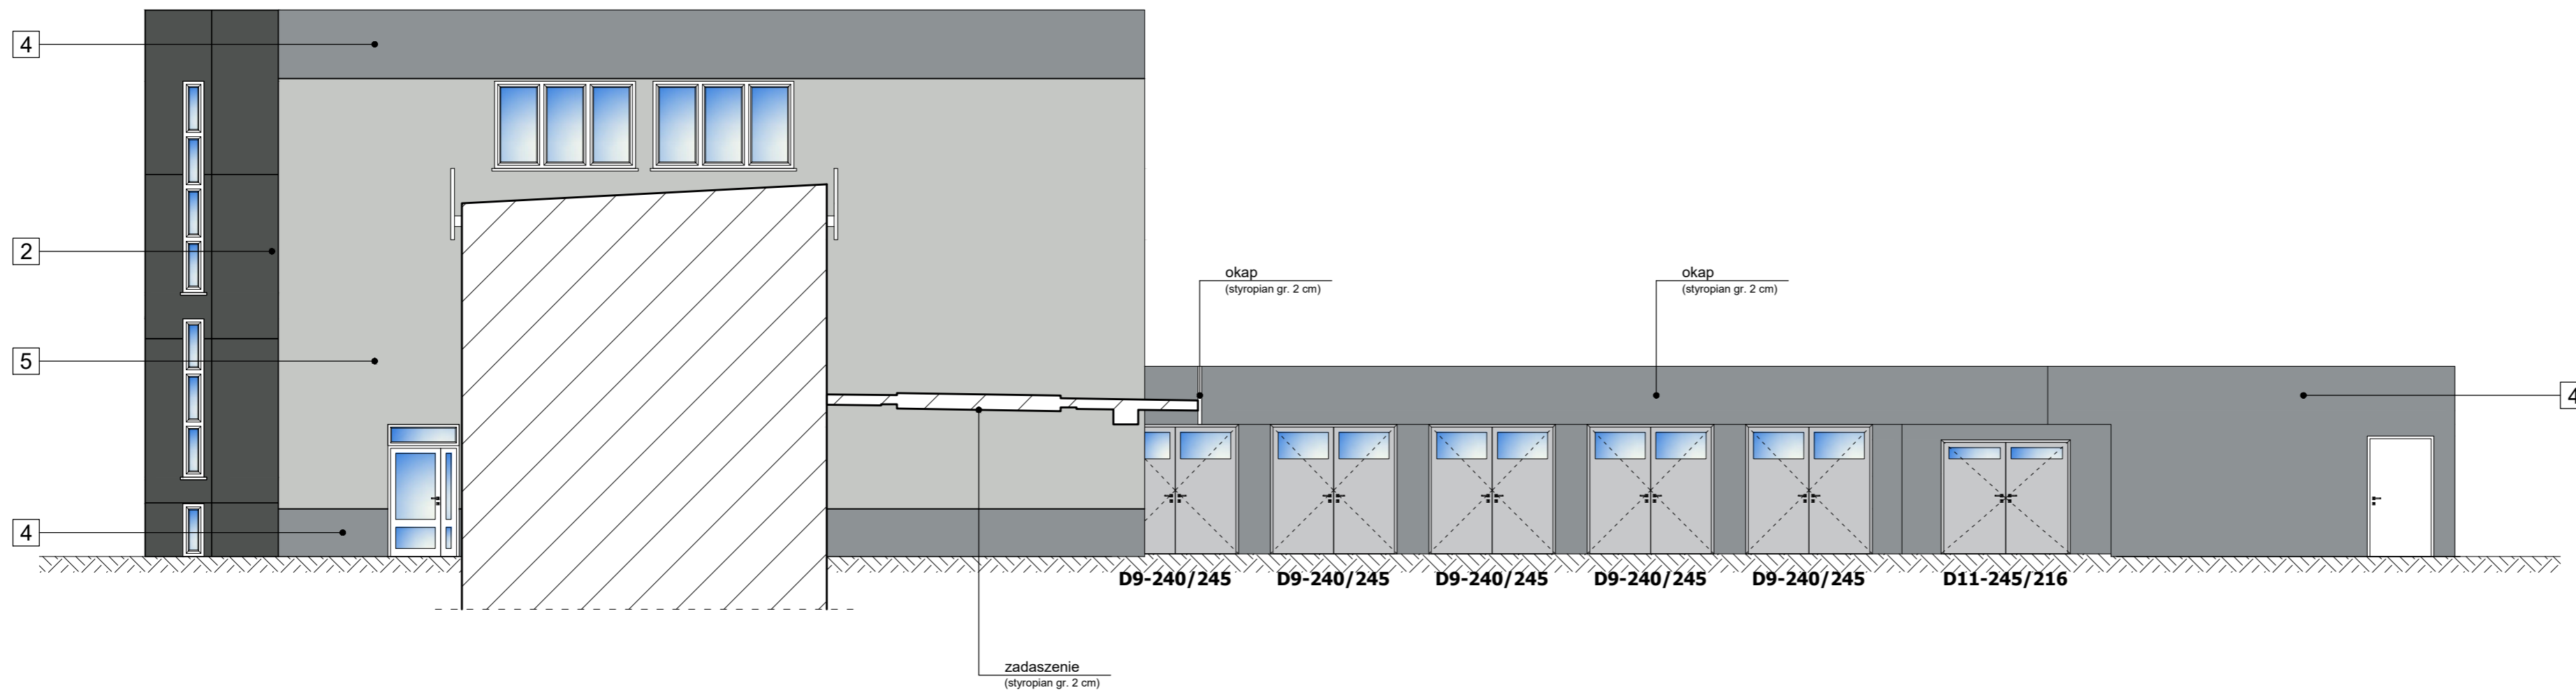 4
2
5
4
okap
(styropian gr. 2 cm)
okap
(styropian gr. 2 cm)
4
D9-240/245 D9-240/245 D9-240/245 D9-240/245 D9-240/245 D11-245/216
zadaszenie
(styropian gr. 2 cm)